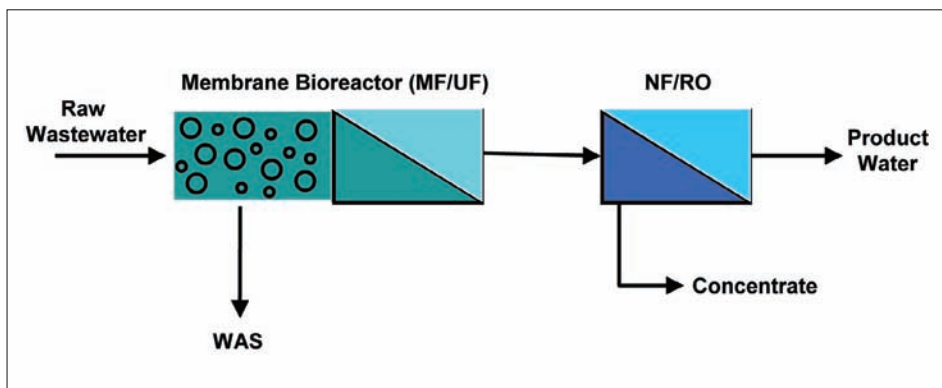 Membrane Bioreactor (MF/UF)
NF/RO
Raw
Wastewater
Product
Water
Concentrate
WAS